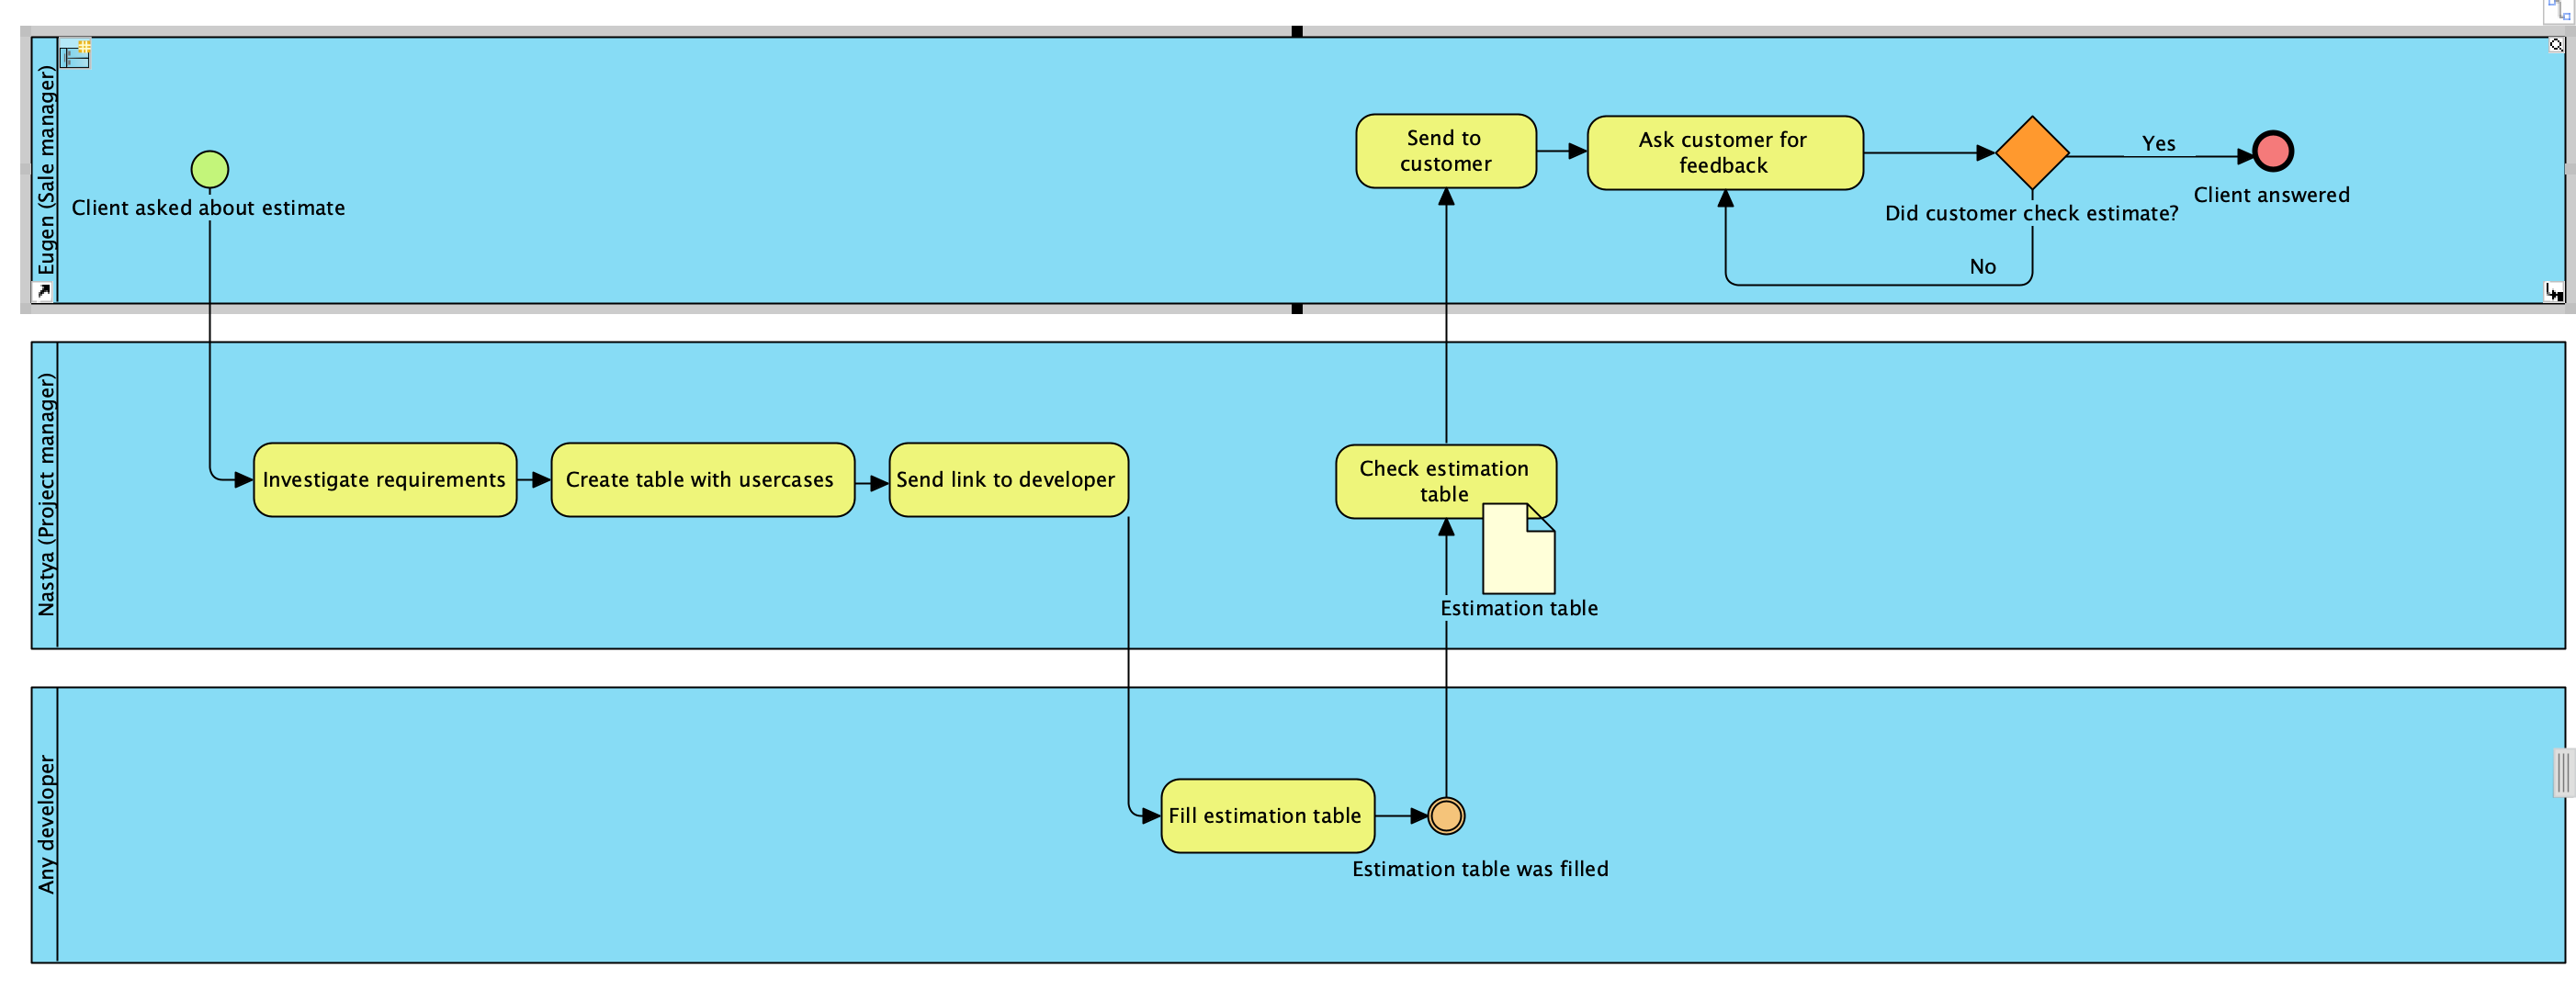 Eugen (Sale manager)
Client asked about estimate
Send to
customer
Ask customer for
feedback
Did customer check estimate?
Yes
No
Client answered
Nastya (Project manager)
Investigate requirements
Create table with usercases
Send link to developer
Check estimation
table
Estimation table
Any developer
Fill estimation table
Estimation table was filled